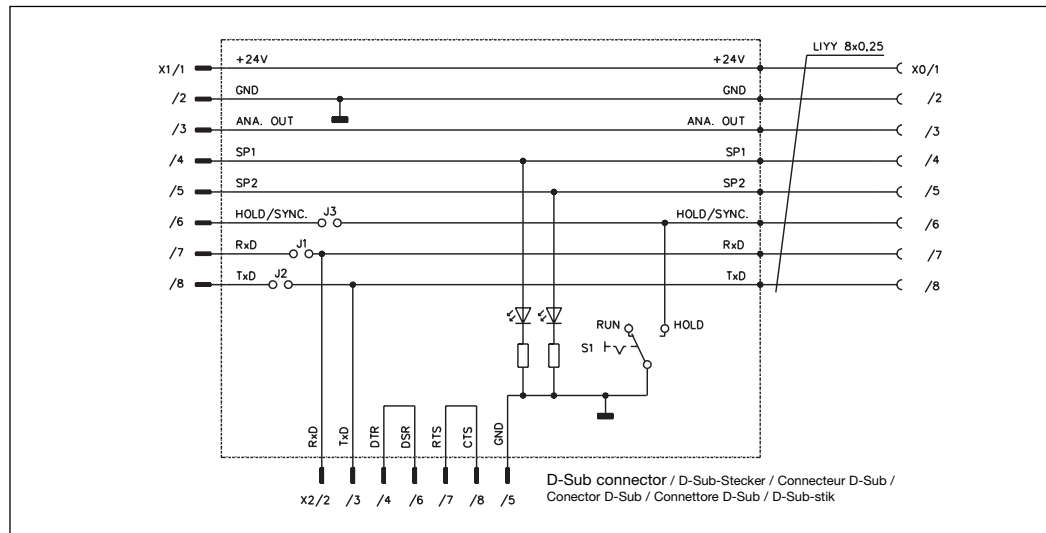 LIYY 8x0,25
X1/1 +24V +24V X0/1
/2 GND GND /2
/3 ANA. OUT ANA. OUT /3
/4 SP1 SP1 /4
/5 SP2 SP2 /5
/6 HOLD/SYNC. J3 HOLD/SYNC. /6
/7 RxD J1 RxD /7
/8 TxD J2 TxD /8
RUN HOLD
S1
RxD TxD DTR DSR RTS CTS GND
X2/2 /3 /4 /6 /7 /8 /5
D-Sub connector / D-Sub-Stecker / Connecteur D-Sub /
Conector D-Sub / Connettore D-Sub / D-Sub-stik